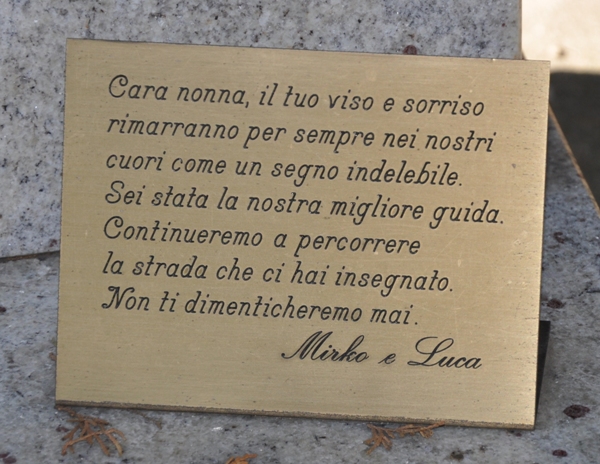 Cara nonna, il tuo viso e sorriso
rimarranno per sempre nei nostri
cuori come un segno indelebile.
Sei stata la nostra migliore guida.
Continueremo a percorrere
la strada che ci hai insegnato.
Non ti dimenticheremo mai.
Mirko e Luca